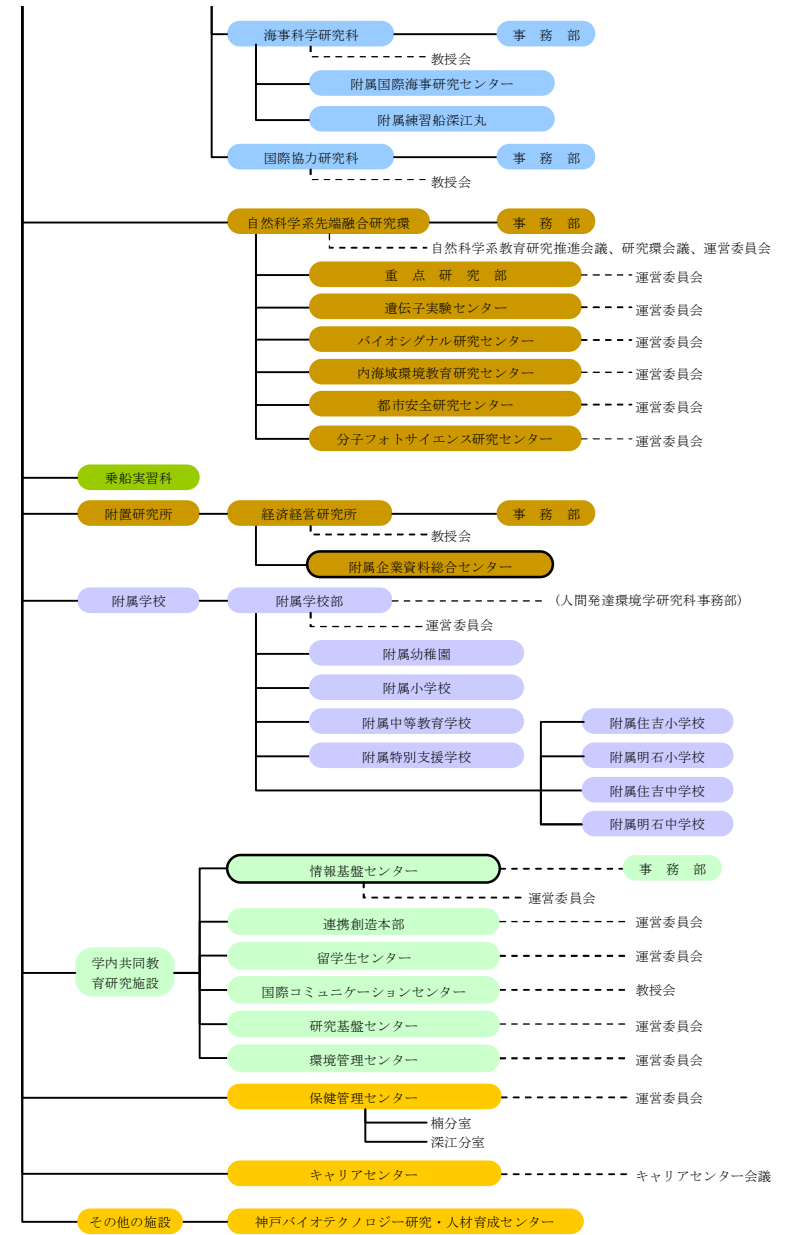 海事科学研究科
事　務　部
教授会
附属国際海事研究センター
附属練習船深江丸
国際協力研究科
事　務　部
教授会
自然科学系先端融合研究環
事　務　部
自然科学系教育研究推進会議、研究環会議、運営委員会
重　点　研　究　部
運営委員会
遺伝子実験センター
運営委員会
バイオシグナル研究センター
運営委員会
内海域環境教育研究センター
運営委員会
都市安全研究センター
運営委員会
分子フォトサイエンス研究センター
運営委員会
乗船実習科
附置研究所
経済経営研究所
事　務　部
教授会
附属企業資料総合センター
附属学校
附属学校部
（人間発達環境学研究科事務部）
運営委員会
附属幼稚園
附属小学校
附属中等教育学校
附属住吉小学校
附属特別支援学校
附属明石小学校
附属住吉中学校
附属明石中学校
情報基盤センター
事　務　部
運営委員会
連携創造本部
運営委員会
学内共同教
育研究施設
留学生センター
運営委員会
国際コミュニケーションセンター
教授会
研究基盤センター
運営委員会
環境管理センター
運営委員会
保健管理センター
運営委員会
楠分室
深江分室
キャリアセンター
キャリアセンター会議
その他の施設
神戸バイオテクノロジー研究・人材育成センター